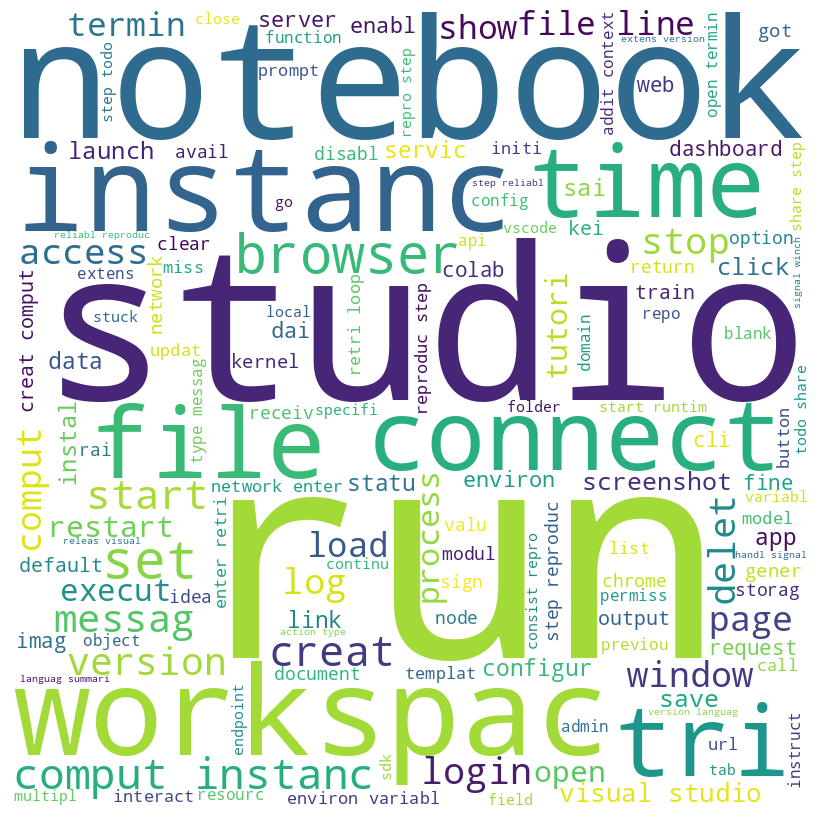 termin
close
server
enabl
show
file line
got
function
extens version
step todo
prompt
repro step
addit context
web
open termin
notebook
launch
avail
disabl
servic
initi
dashboard
instanc
time
step reliabl
config
sai
share step
go
vscode
kei
reliabl reproduc
access
clear
browser
api
stop
option
signal winch
miss
extens
network
colab
return
click
creat comput
stuck
local
dai
retri loop
reproduc step
tutori
domain
train
repo
blank
studio
data
updat
kernel
folder
start runtim
todo share
instal
type messag
receiv
specifi
file connect
button
cli
rai
comput
network enter
statu
environ
screenshot
fine
variabl
start
process
valu
list
model
restart
releas visual
set
load
modul
delet
app
handl signal
default
enter retri
continu
log
sign
chrome
gener
storag
execut
idea
step reproduc
consist repro
permiss
run
messag
link
node
output
previou
page
imag
object
action type
creat
request
version
document
templat
configur
window
call
languag summari
save
version languag
workspac
endpoint
admin
tri
url
instruct
comput instanc
sdk
login
open
tab
multipl
interact
resourc
environ variabl
field
visual studio